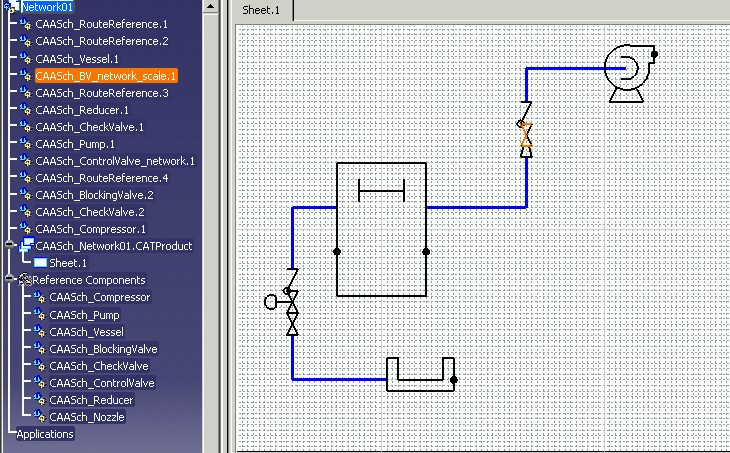 Network01
Sheet.1
CAASch_RouteReference.1
CAASch_RouteReference.2
CAASch_Vessel.1
CAASch_BV_network_scale.1
CAASch_RouteReference.3
CAASch_Reducer.1
CAASch_CheckValve.1
CAASch_Pump.1
CAASch_ControlValve_network.1
CAASch_RouteReference.4
CAASch_BlockingValve.2
CAASch_CheckValve.2
CAASch_Compressor.1
CAASch_Network01.CATProduct
Sheet.1
Reference Components
CAASch_Compressor
CAASch_Pump
CAASch_Vessel
CAASch_BlockingValve
CAASch_CheckValve
CAASch_ControlValve
CAASch_Reducer
CAASch_Nozzle
Applications